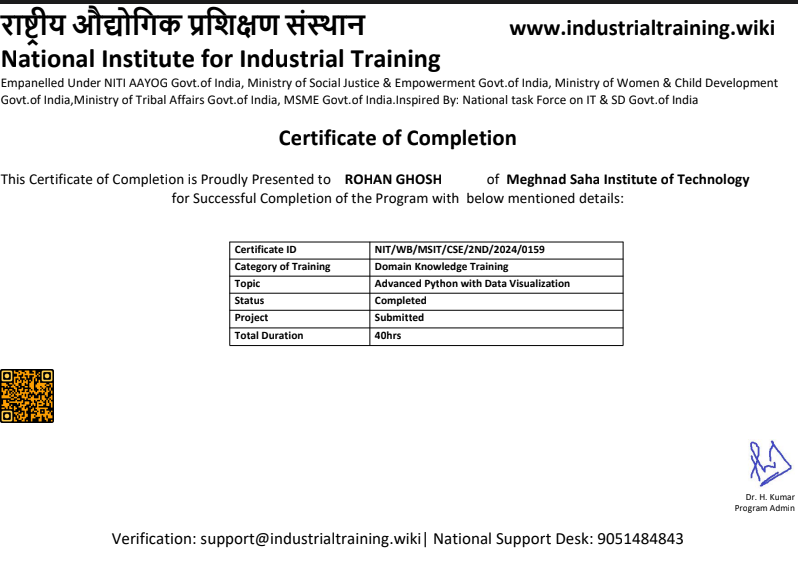 राष्ट्रीय औद्योगिक प्रशिक्षण संस्थान www.industrialtraining.wiki
National Institute for Industrial Training
Empanelled Under NITI AAYOG Govt.of India, Ministry of Social Justice & Empowerment Govt.of India, Ministry of Women & Child Development
Govt.of India,Ministry of Tribal Affairs Govt.of India, MSME Govt.of India.Inspired By: National task Force on IT & SD Govt.of India
Certificate of Completion
This Certificate of Completion is Proudly Presented to ROHAN GHOSH of Meghnad Saha Institute of Technology
for Successful Completion of the Program with below mentioned details:
Certificate ID NIT/WB/MSIT/CSE/2ND/2024/0159
Category of Training Domain Knowledge Training
Topic Advanced Python with Data Visualization
Status Completed
Project Submitted
Total Duration 40hrs
Dr. H. Kumar
Program Admin
Verification: support@industrialtraining.wiki| National Support Desk: 9051484843